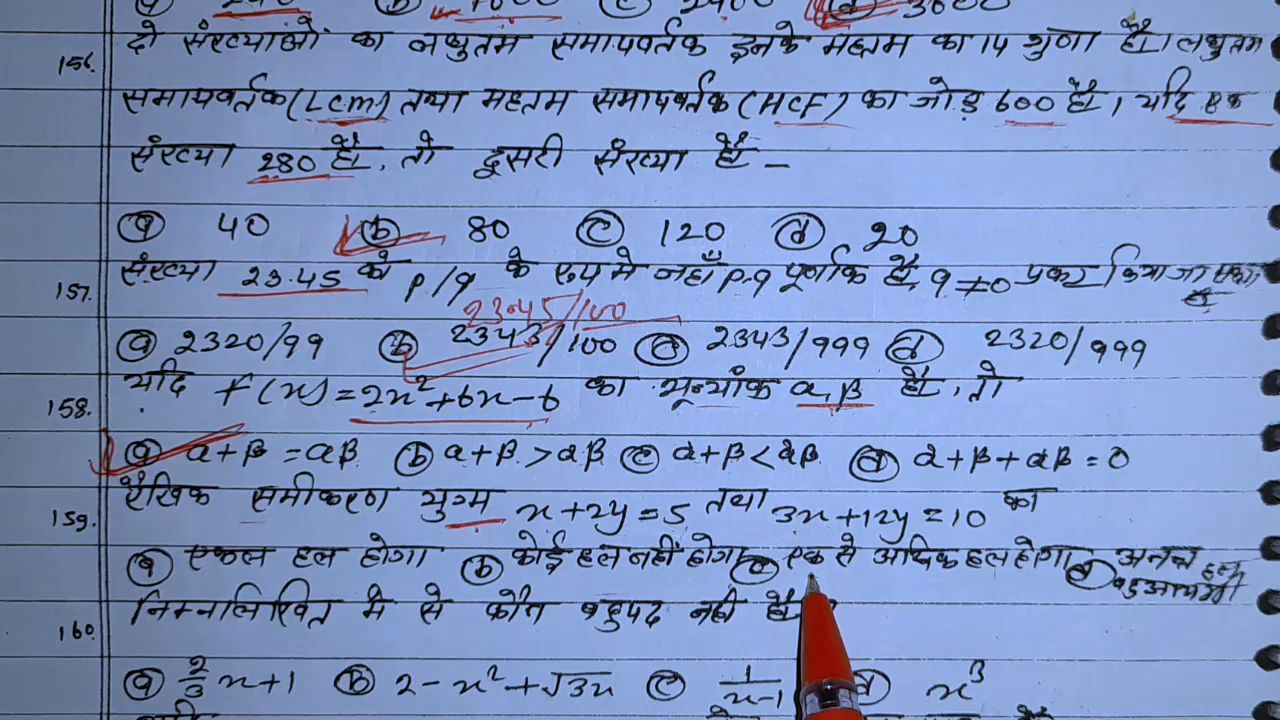 156. दो संख्याओं का लघुतम समापवर्तक इनके महत्तम का 14 गुणा है। लघुतम
समापवर्तक (LCM) तथा महत्तम समापवर्तक (HCF) का जोड़ 600 है। यदि एक
संख्या 280 है, तो दूसरी संख्या है -
ⓐ 40 ⓑ 80 ⓒ 120 ⓓ 20
157. संख्या 23.45 को p/q के रूप मे जहाँ p,q पूर्णांक है, q ≠ 0 प्रकट किया जा सकता है
23.45/100
ⓐ 2320/99 ⓑ 2343/100 ⓒ 2343/999 ⓓ 2320/999
158. यदि f(x) = 2x²+6x-6 का शून्यांक α,β है, तो
ⓐ α+β = αβ ⓑ α+β > αβ ⓒ α+β < αβ ⓓ α+β+αβ = 0
159. रैखिक समीकरण युग्म x+2y=5 तथा 3x+12y=10 का
ⓐ एकल हल होगा ⓑ कोई हल नहीं होगा ⓒ एक से अधिक हल होगा ⓓ अनन्त हल
160. निम्नलिखित मे से कौन बहुपद नही है
ⓐ 2/3 x+1 ⓑ 2-x²+√3x ⓒ 1/(x-1) ⓓ x³